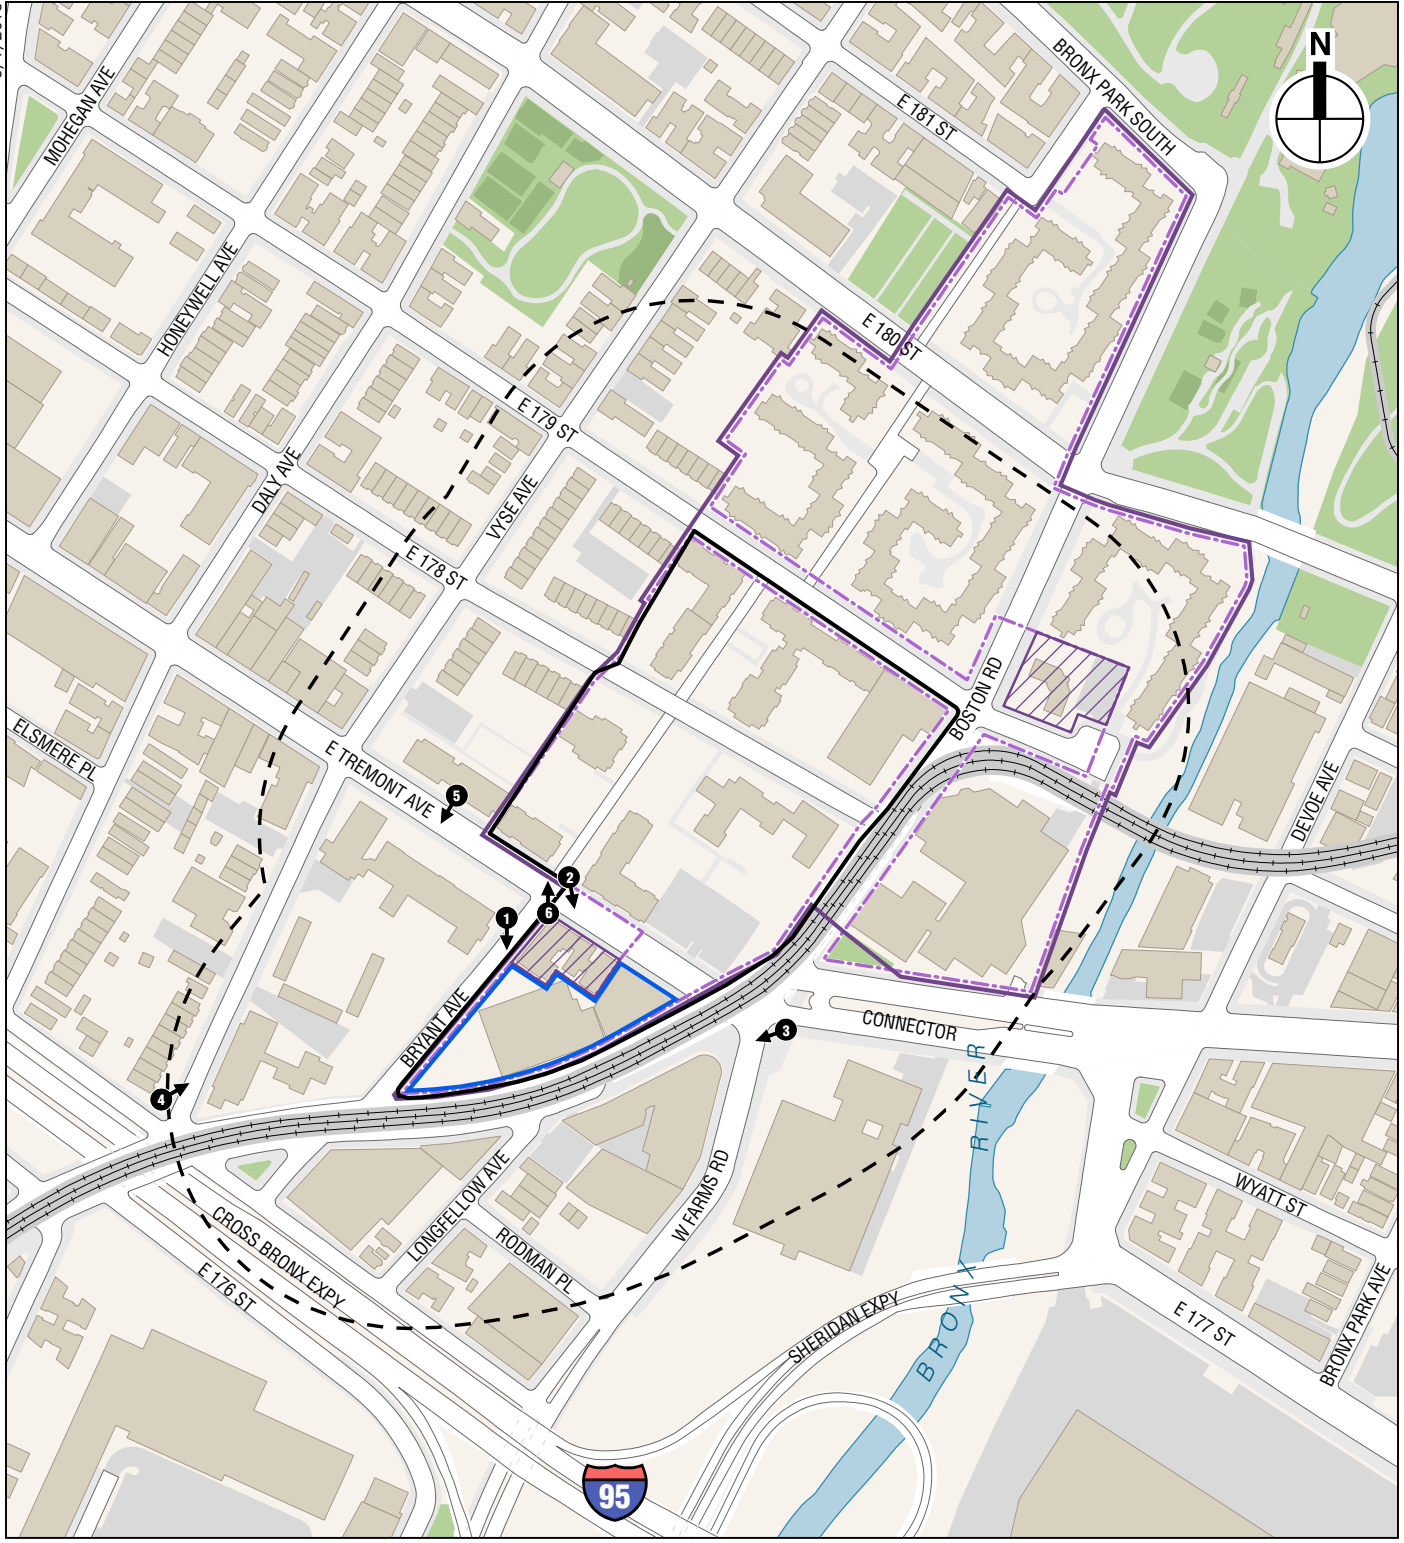 N
BRONX PARK SOUTH
MOHEGAN AVE
E 181 ST
HONEYWELL AVE
E 180 ST
E 179 ST
DALY AVE
VYSE AVE
E 178 ST
BOSTON RD
ELSMERE PL
E TREMONT AVE
5
DEVOE AVE
2
1
6
BRYANT AVE
CONNECTOR
3
4
BRONX RIVER
LONGFELLOW AVE
W FARMS RD
WYATT ST
RODMAN PL
CROSS BRONX EXPY
E 176 ST
SHERIDAN EXPY
E 177 ST
BRONX PARK AVE
95